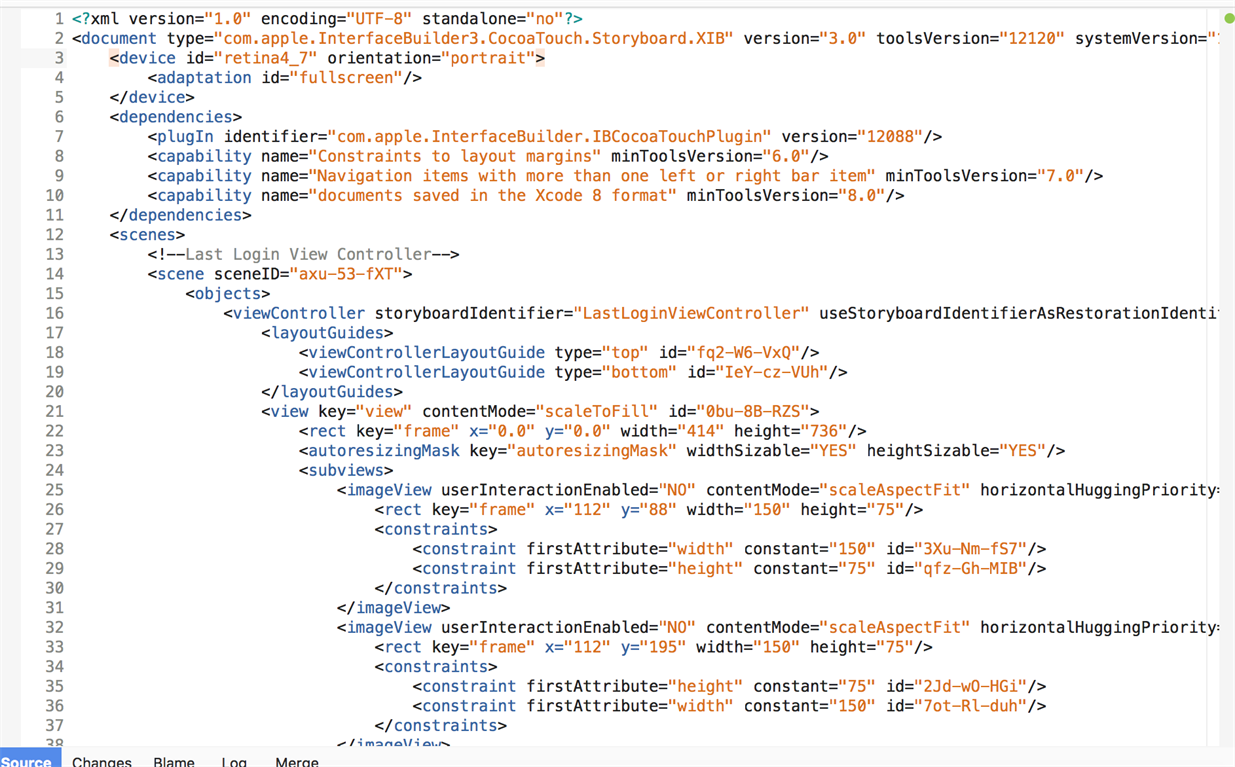 1 <?xml version="1.0" encoding="UTF-8" standalone="no"?>
2 <document type="com.apple.InterfaceBuilder3.CocoaTouch.Storyboard.XIB" version="3.0" toolsVersion="12120" systemVersion="
3 <device id="retina4_7" orientation="portrait">
4 <adaptation id="fullscreen"/>
5 </device>
6 <dependencies>
7 <plugIn identifier="com.apple.InterfaceBuilder.IBCocoaTouchPlugin" version="12088"/>
8 <capability name="Constraints to layout margins" minToolsVersion="6.0"/>
9 <capability name="Navigation items with more than one left or right bar item" minToolsVersion="7.0"/>
10 <capability name="documents saved in the Xcode 8 format" minToolsVersion="8.0"/>
11 </dependencies>
12 <scenes>
13 <!--Last Login View Controller-->
14 <scene sceneID="axu-53-fXT">
15 <objects>
16 <viewController storyboardIdentifier="LastLoginViewController" useStoryboardIdentifierAsRestorationIdenti
17 <layoutGuides>
18 <viewControllerLayoutGuide type="top" id="fq2-W6-VxQ"/>
19 <viewControllerLayoutGuide type="bottom" id="IeY-cz-VUh"/>
20 </layoutGuides>
21 <view key="view" contentMode="scaleToFill" id="0bu-8B-RZS">
22 <rect key="frame" x="0.0" y="0.0" width="414" height="736"/>
23 <autoresizingMask key="autoresizingMask" widthSizable="YES" heightSizable="YES"/>
24 <subviews>
25 <imageView userInteractionEnabled="NO" contentMode="scaleAspectFit" horizontalHuggingPriority=
26 <rect key="frame" x="112" y="88" width="150" height="75"/>
27 <constraints>
28 <constraint firstAttribute="width" constant="150" id="3Xu-Nm-fS7"/>
29 <constraint firstAttribute="height" constant="75" id="qfz-Gh-MIB"/>
30 </constraints>
31 </imageView>
32 <imageView userInteractionEnabled="NO" contentMode="scaleAspectFit" horizontalHuggingPriority=
33 <rect key="frame" x="112" y="195" width="150" height="75"/>
34 <constraints>
35 <constraint firstAttribute="height" constant="75" id="2Jd-wO-HGi"/>
36 <constraint firstAttribute="width" constant="150" id="7ot-Rl-duh"/>
37 </constraints>
38 </imageView>
Source Changes Blame Log Merge